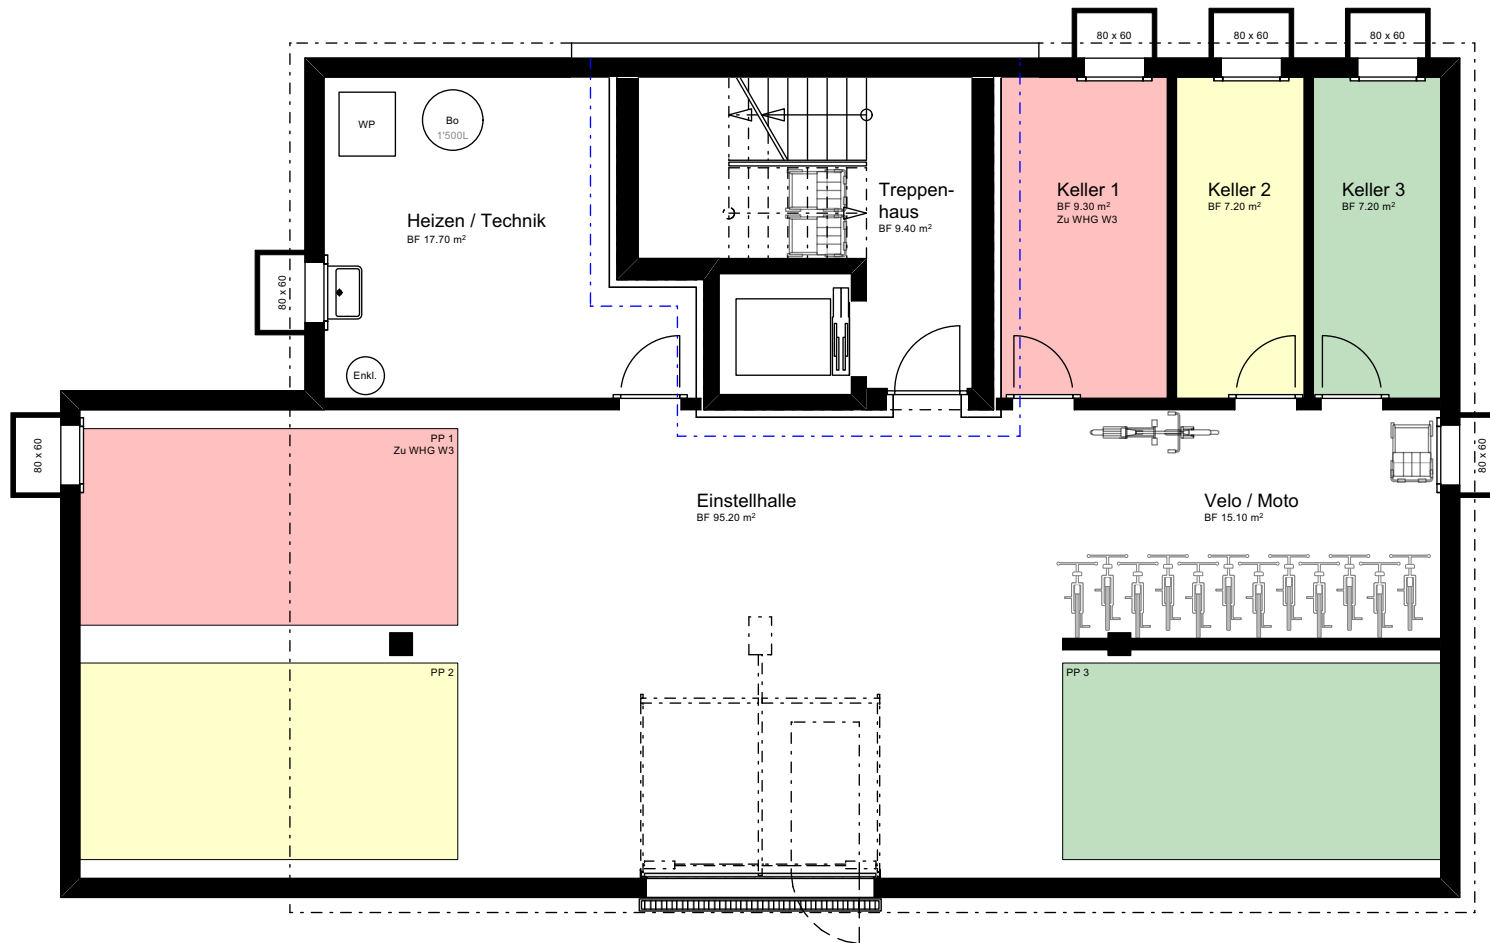 80 x 60
80 x 60
80 x 60
WP
Bo
1'500L
Heizen / Technik
BF 17.70 m²
Treppen-
haus
BF 9.40 m²
Keller 1
BF 9.30 m²
Zu WHG W3
Keller 2
BF 7.20 m²
Keller 3
BF 7.20 m²
80 x 60
Enkl.
80 x 60
PP 1
Zu WHG W3
80 x 60
Einstellhalle
BF 95.20 m²
Velo / Moto
BF 15.10 m²
PP 2
PP 3